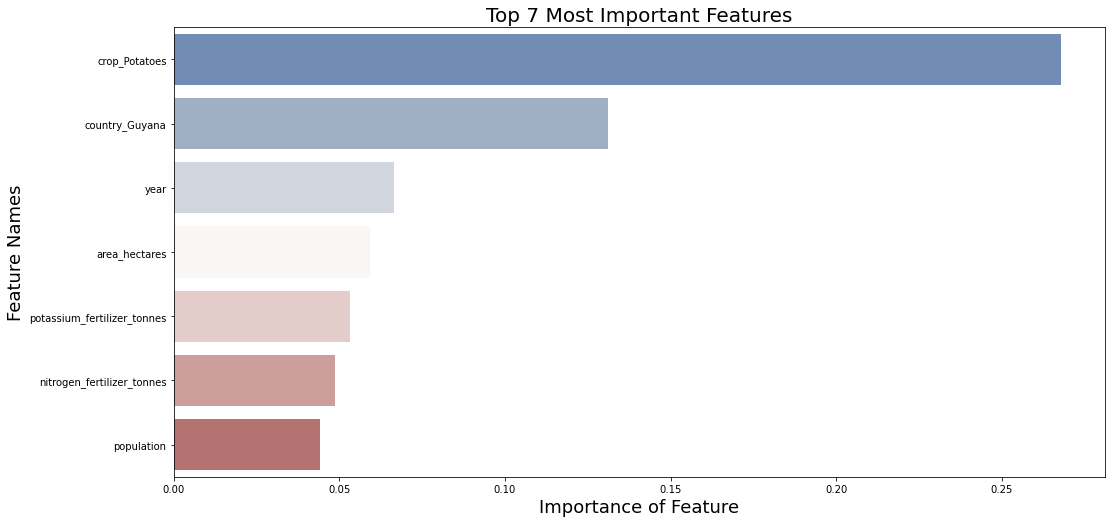 Top 7 Most Important Features
Feature Names
crop_Potatoes
country_Guyana
year
area_hectares
potassium_fertilizer_tonnes
nitrogen_fertilizer_tonnes
population
0.00 0.05 0.10 0.15 0.20 0.25
Importance of Feature